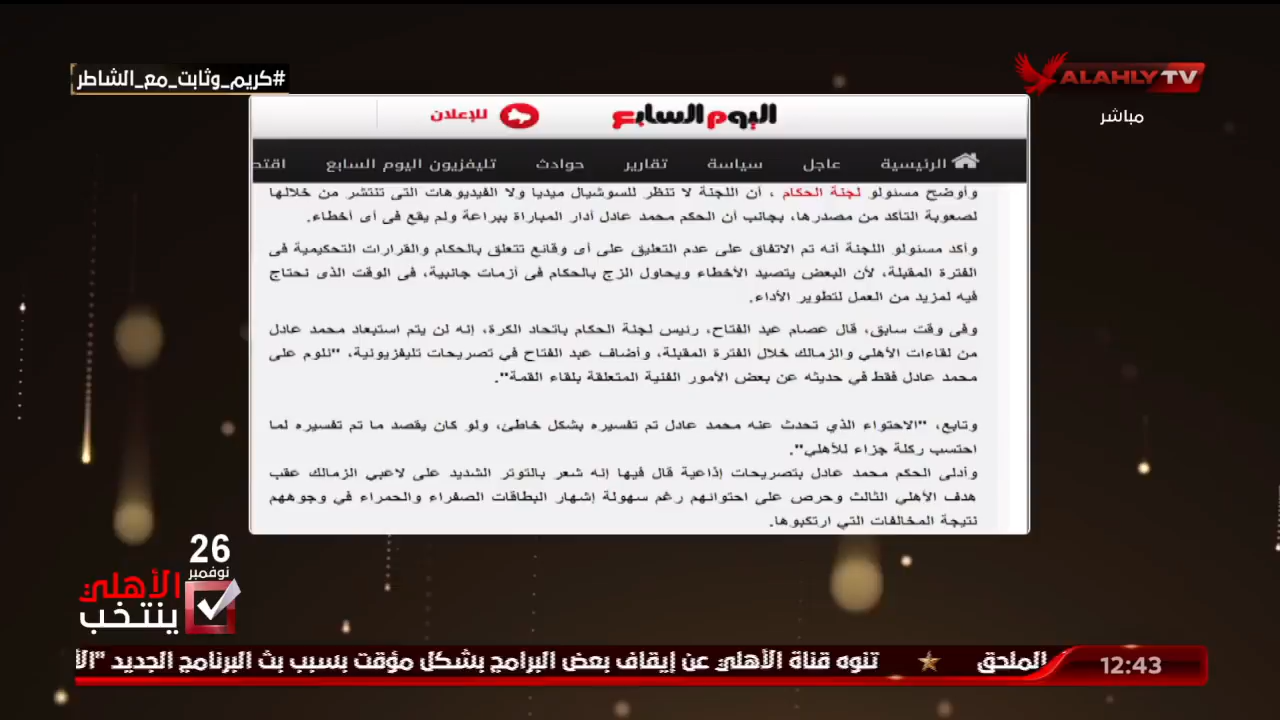 #كريم_وثابت_مع_الشاطر
ALAHLY TV
مباشر
اليوم السابع
للإعلان
الرئيسية عاجل سياسة تقارير حوادث تليفزيون اليوم السابع اقتص
وأوضح مسئولو لجنة الحكام ، أن اللجنة لا تنظر للسوشيال ميديا ولا الفيديوهات التى تنتشر من خلالها
لصعوبة التأكد من مصدرها، بجانب أن الحكم محمد عادل أدار المباراة ببراعة ولم يقع فى أى أخطاء.
وأكد مسئولو اللجنة أنه تم الاتفاق على عدم التعليق على أى وقائع تتعلق بالحكام والقرارات التحكيمية فى
الفترة المقبلة، لأن البعض يتصيد الأخطاء ويحاول الزج بالحكام فى أزمات جانبية، فى الوقت الذى نحتاج
فيه لمزيد من العمل لتطوير الأداء.
وفى وقت سابق، قال عصام عبد الفتاح، رئيس لجنة الحكام باتحاد الكرة، إنه لن يتم استبعاد محمد عادل
من لقاءات الأهلي والزمالك خلال الفترة المقبلة، وأضاف عبد الفتاح في تصريحات تليفزيونية، "نلوم على
محمد عادل فقط في حديثه عن بعض الأمور الفنية المتعلقة بلقاء القمة".
وتابع، "الاحتواء الذي تحدث عنه محمد عادل تم تفسيره بشكل خاطئ، ولو كان يقصد ما تم تفسيره لما
احتسب ركلة جزاء للأهلي".
وأدلى الحكم محمد عادل بتصريحات إذاعية قال فيها إنه شعر بالتوتر الشديد على لاعبي الزمالك عقب
هدف الأهلي الثالث وحرص على احتوائهم رغم سهولة إشهار البطاقات الصفراء والحمراء في وجوههم
نتيجة المخالفات التي ارتكبوها.
26
نوفمبر
الأهلي
ينتخب
الملحق ★ تنوه قناة الأهلي عن إيقاف بعض البرامج بشكل مؤقت بسبب بث البرنامج الجديد "الأ
12:43